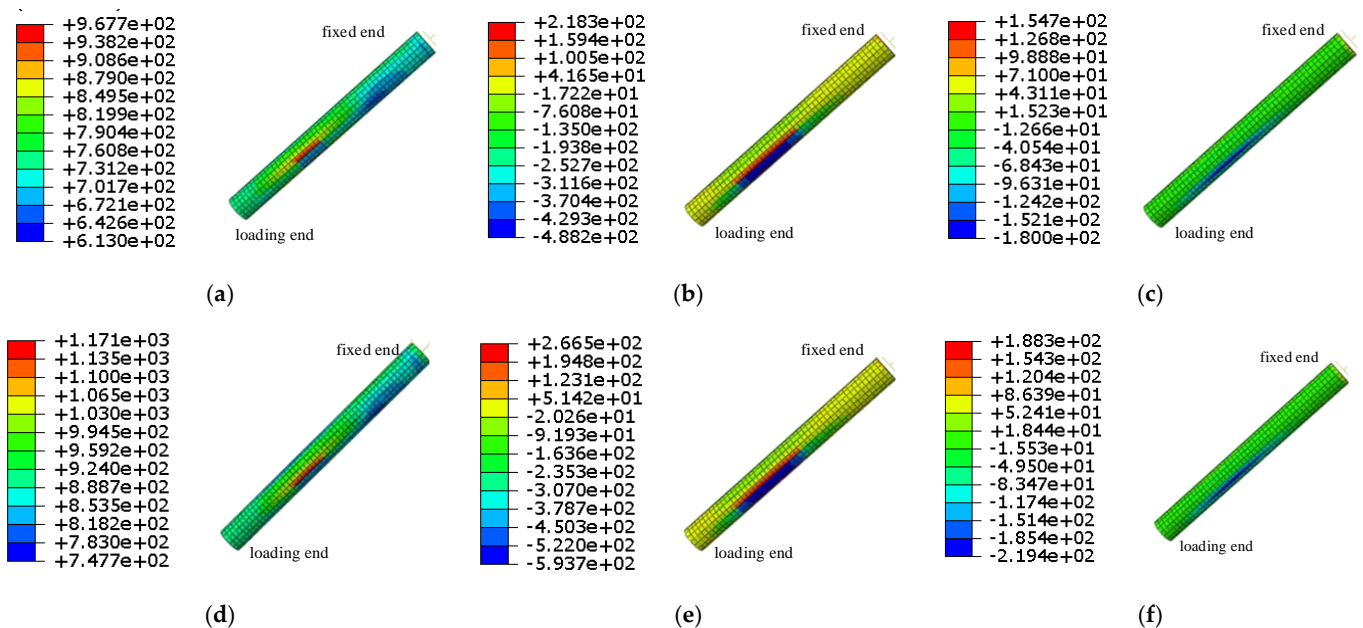 +9.677e+02
+9.382e+02
+9.086e+02
+8.790e+02
+8.495e+02
+8.199e+02
+7.904e+02
+7.608e+02
+7.312e+02
+7.017e+02
+6.721e+02
+6.426e+02
+6.130e+02
fixed end
loading end
(a)
+2.183e+02
+1.594e+02
+1.005e+02
+4.165e+01
-1.722e+01
-7.608e+01
-1.350e+02
-1.938e+02
-2.527e+02
-3.116e+02
-3.704e+02
-4.293e+02
-4.882e+02
fixed end
loading end
(b)
+1.547e+02
+1.268e+02
+9.888e+01
+7.100e+01
+4.311e+01
+1.523e+01
-1.266e+01
-4.054e+01
-6.843e+01
-9.631e+01
-1.242e+02
-1.521e+02
-1.800e+02
fixed end
loading end
(c)
+1.171e+03
+1.135e+03
+1.100e+03
+1.065e+03
+1.030e+03
+9.945e+02
+9.592e+02
+9.240e+02
+8.887e+02
+8.535e+02
+8.182e+02
+7.830e+02
+7.477e+02
fixed end
loading end
(d)
+2.665e+02
+1.948e+02
+1.231e+02
+5.142e+01
-2.026e+01
-9.193e+01
-1.636e+02
-2.353e+02
-3.070e+02
-3.787e+02
-4.503e+02
-5.220e+02
-5.937e+02
fixed end
loading end
(e)
+1.883e+02
+1.543e+02
+1.204e+02
+8.639e+01
+5.241e+01
+1.844e+01
-1.553e+01
-4.950e+01
-8.347e+01
-1.174e+02
-1.514e+02
-1.854e+02
-2.194e+02
fixed end
loading end
(f)